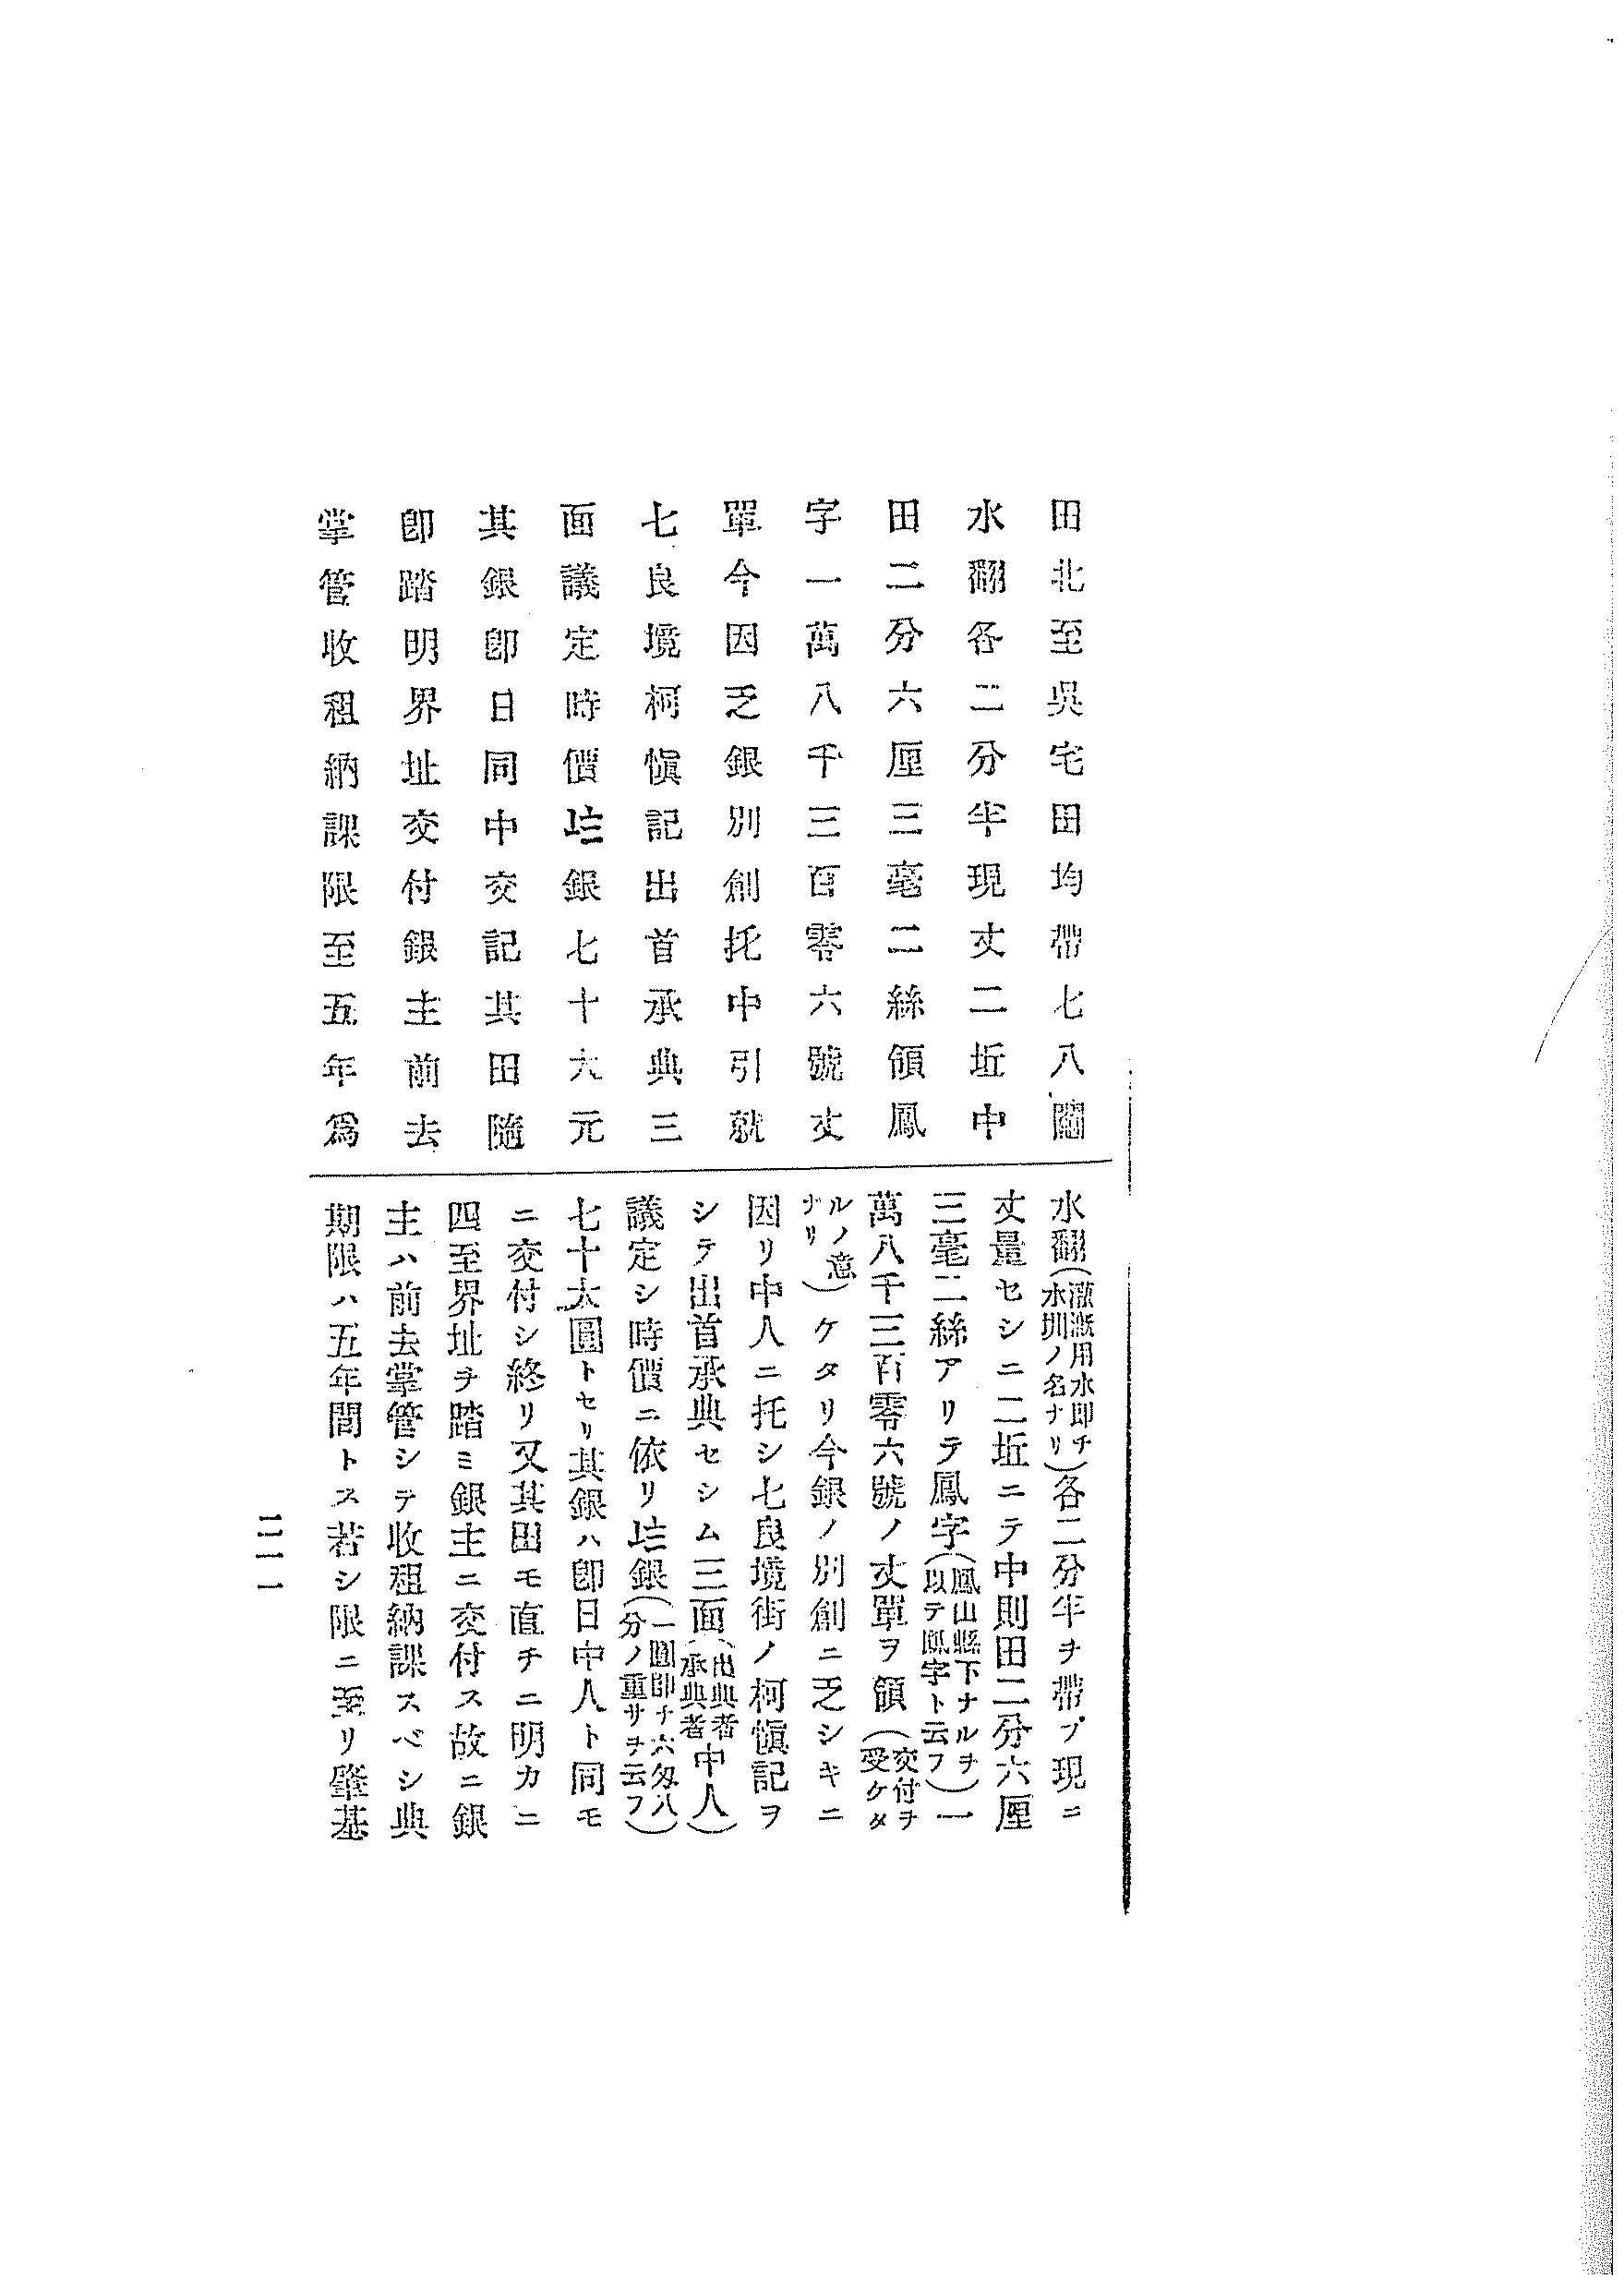 田北至吳宅田均帶七八鬮
水翻各二分半現丈二坵中
田二分六厘三毫二絲領鳳
字一萬八千三百零六號丈
單今因乏銀別創托中引就
七良境柯愼記出首承典三
面議定時價銀七十六元
其銀卽日同中交記其田隨
卽踏明界址交付銀主前去
掌管收租納課限至五年爲
水翻(灌漑用水卽チ水圳ノ名ナリ)各二分半ヲ帶ブ現ニ
丈量セシニ二坵ニテ中則田二分六厘
三毫二絲アリテ鳳字(鳳山縣下ナルヲ以テ鳳字ト云フ)一
萬八千三百零六號ノ丈單ヲ領(交付ヲ受ケタ
ルノ意ナリ)ケタリ今銀ノ別創ニ乏シキニ
因リ中人ニ托シ七良境街ノ柯愼記ヲ
シテ出首承典セシム三面(出典者承典者中人)
議定シ時價ニ依リ銀(一圓卽チ六匁八分ノ重サヲ云フ)
七十六圓トセリ其銀ハ卽日中人ト同モ
ニ交付シ終リ又其田モ直チニ明カニ
四至界址ヲ踏ミ銀主ニ交付ス故ニ銀
主ハ前去掌管シテ收租納課スベシ典
期限ハ五年間トス若シ限ニ至リ肇基
二一一